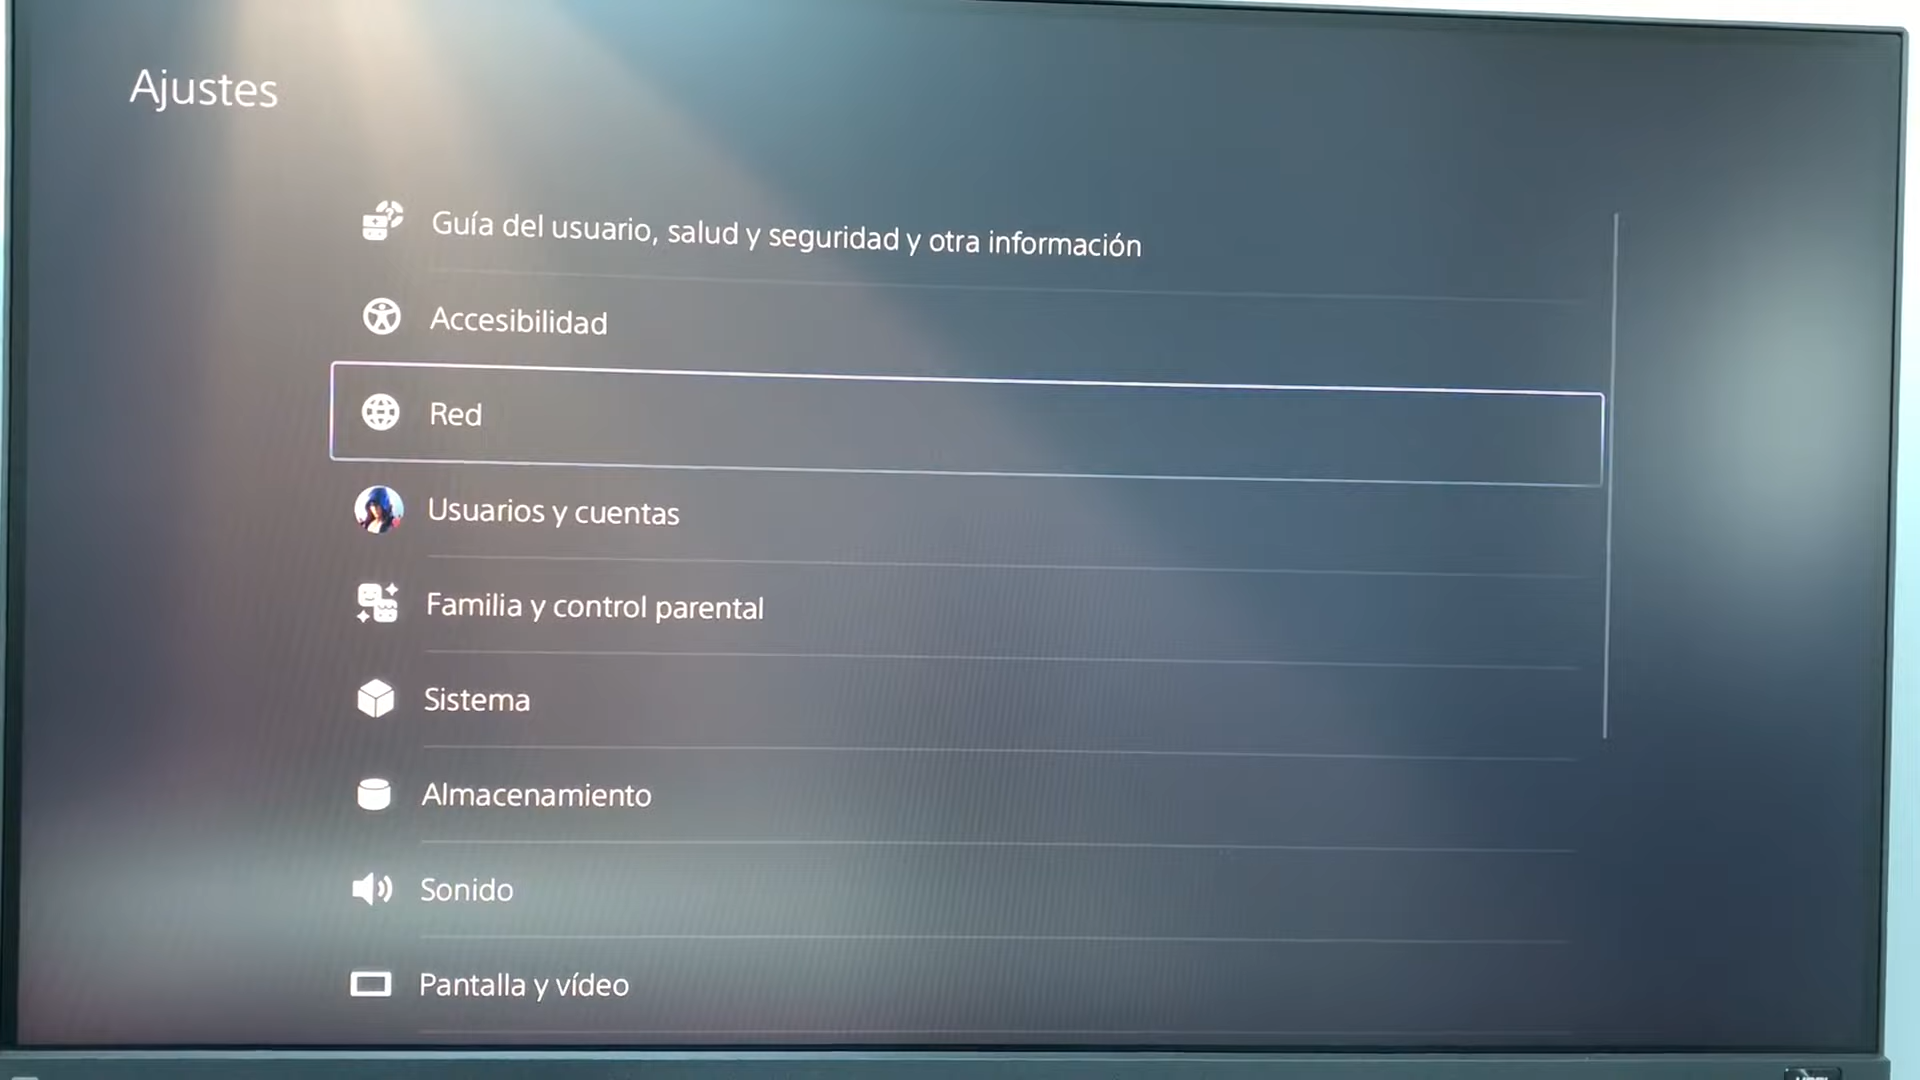 Ajustes
Guía del usuario, salud y seguridad y otra información
Accesibilidad
Red
Usuarios y cuentas
Familia y control parental
Sistema
Almacenamiento
Sonido
Pantalla y vídeo